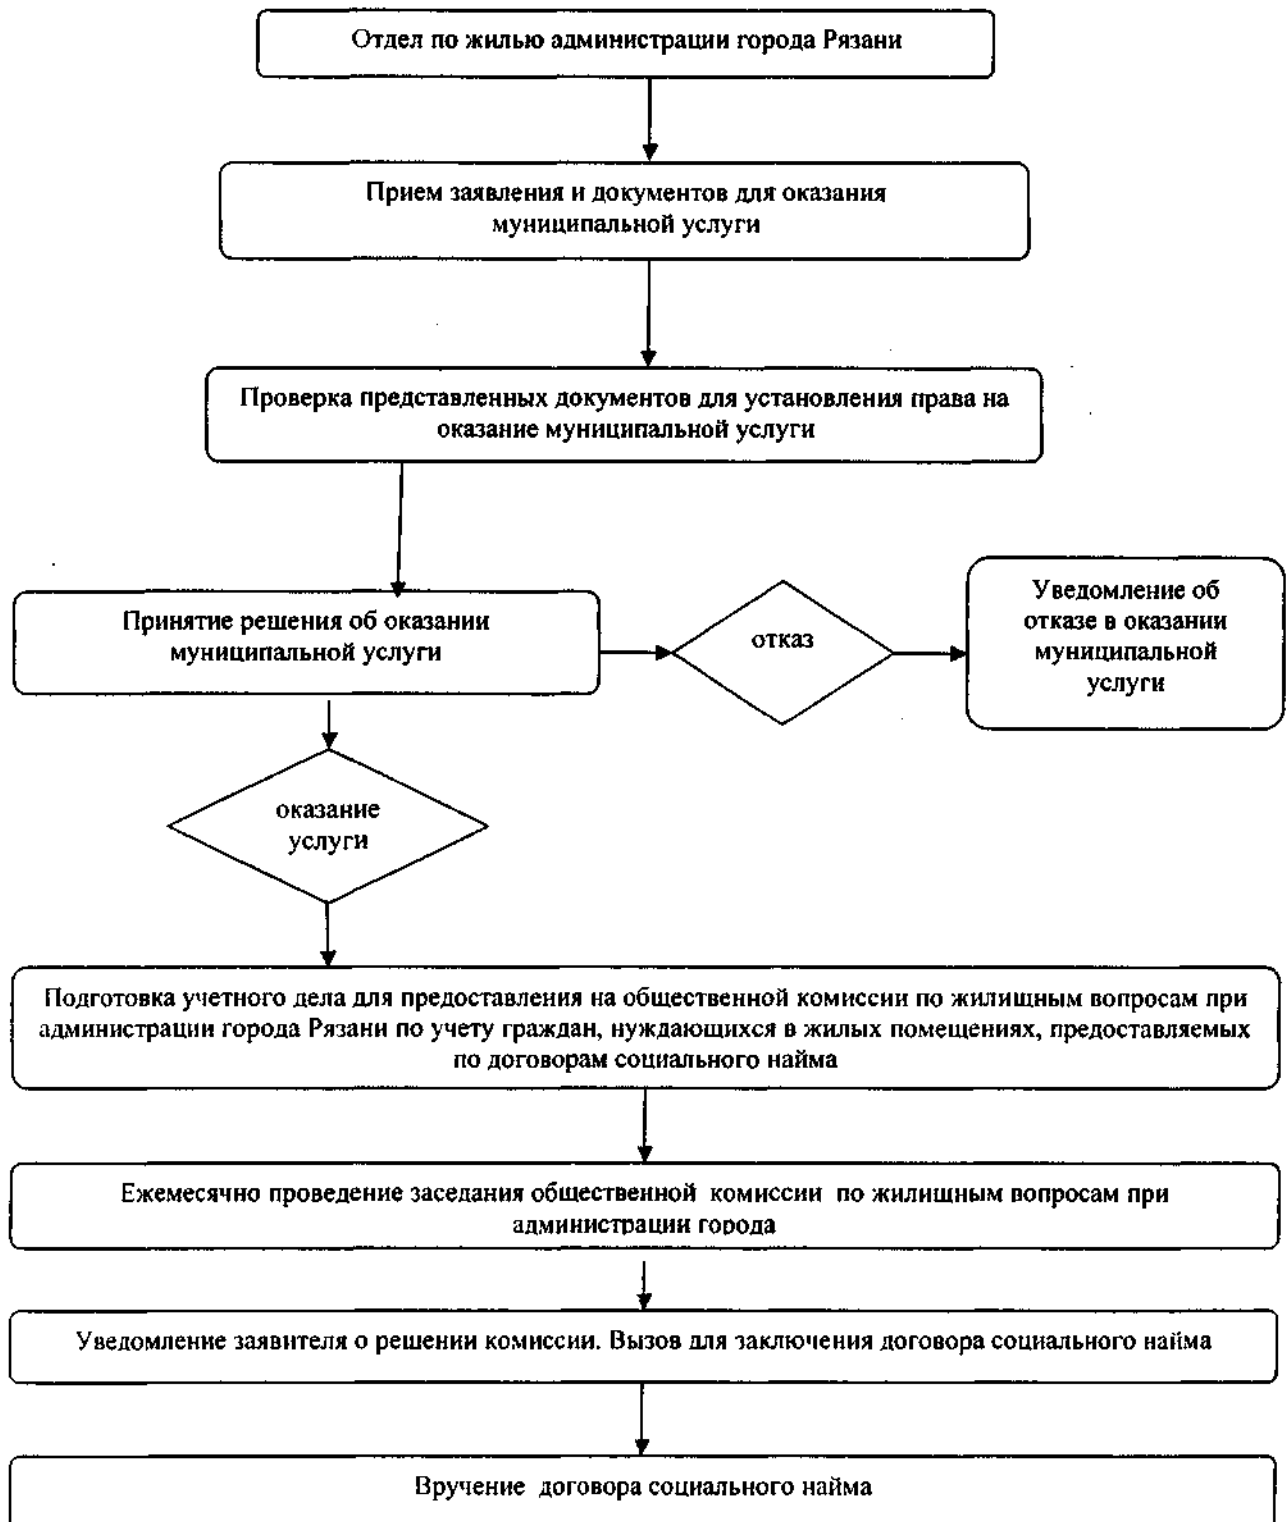 Отдел по жилью администрации города Рязани
Прием заявления и документов для оказания
муниципальной услуги
Проверка представленных документов для установления права на
оказание муниципальной услуги
Принятие решения об оказании
муниципальной услуги
отказ
Уведомление об
отказе в оказании
муниципальной
услуги
оказание
услуги
Подготовка учетного дела для предоставления на общественной комиссии по жилищным вопросам при
администрации города Рязани по учету граждан, нуждающихся в жилых помещениях, предоставляемых
по договорам социального найма
Ежемесячно проведение заседания общественной комиссии по жилищным вопросам при
администрации города
Уведомление заявителя о решении комиссии. Вызов для заключения договора социального найма
Вручение договора социального найма